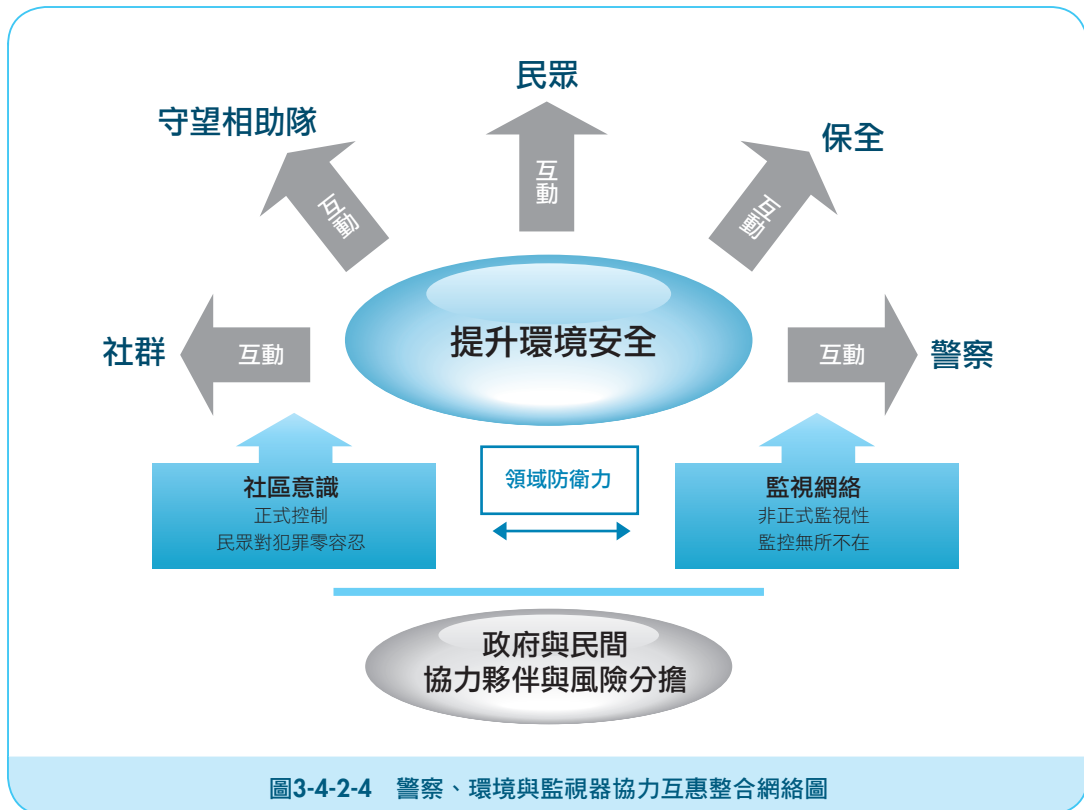 民眾
守望相助隊
保全
互動
互動
互動
提升環境安全
社群
互動
互動
警察
社區意識
正式控制
民眾對犯罪零容忍
領域防衛力
監視網絡
非正式監視性
監控無所不在
政府與民間
協力夥伴與風險分擔
圖3-4-2-4 警察、環境與監視器協力互惠整合網絡圖